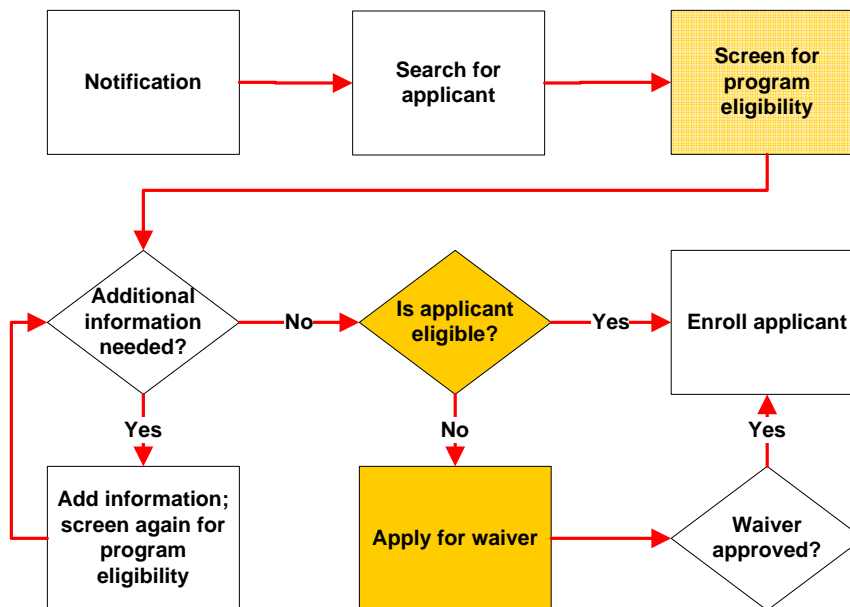 Notification
Search for
applicant
Screen for
program
eligibility
Additional
information
needed?
No
Is applicant
eligible?
Yes
Enroll applicant
Yes
No
Yes
Add information;
screen again for
program
eligibility
Apply for waiver
Waiver
approved?